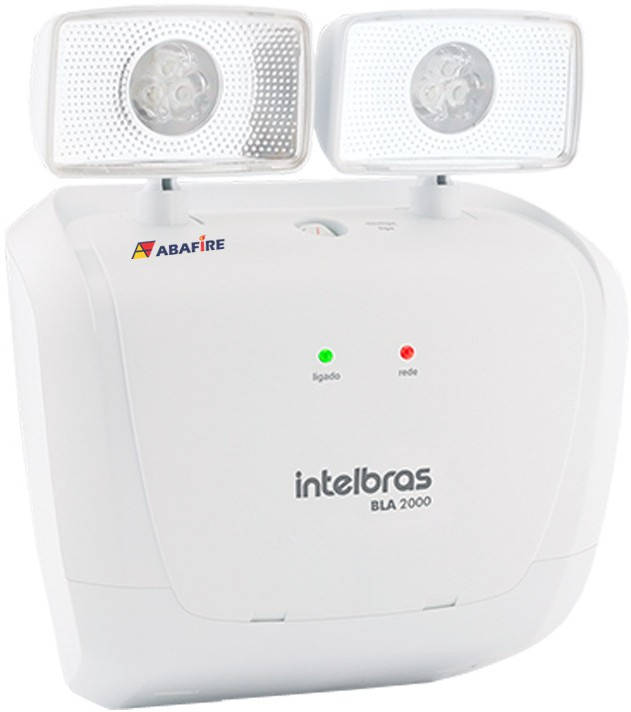 ABAFIRE
ligado
rede
intelbras
BLA 2000